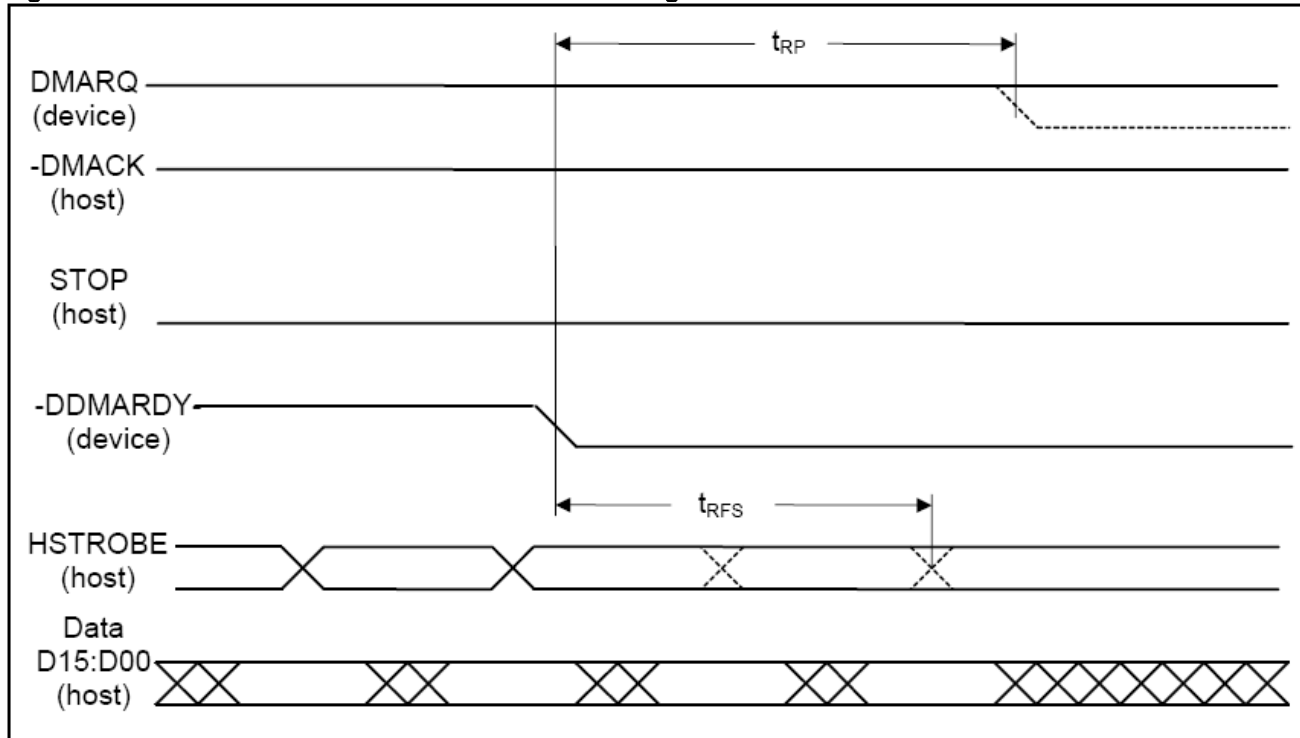 tRP
DMARQ
(device)
-DMACK
(host)
STOP
(host)
-DDMARDY
(device)
tRFS
HSTROBE
(host)
Data
D15:D00
(host)